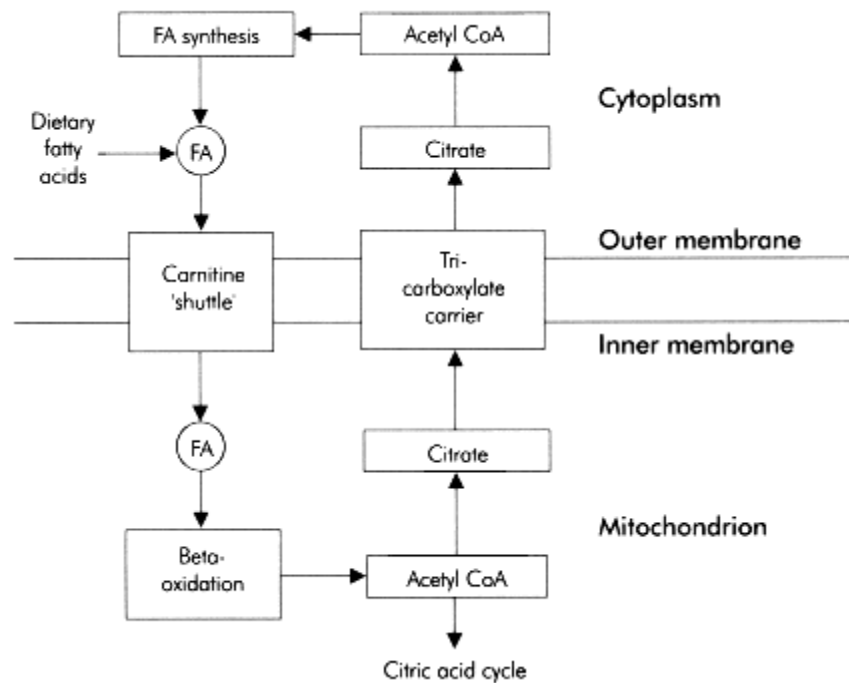 FA synthesis
Acetyl CoA
Cytoplasm
Dietary
fatty
acids
FA
Citrate
Outer membrane
Carnitine
'shuttle'
Tri-
carboxylate
carrier
Inner membrane
FA
Citrate
Mitochondrion
Beta-
oxidation
Acetyl CoA
Citric acid cycle